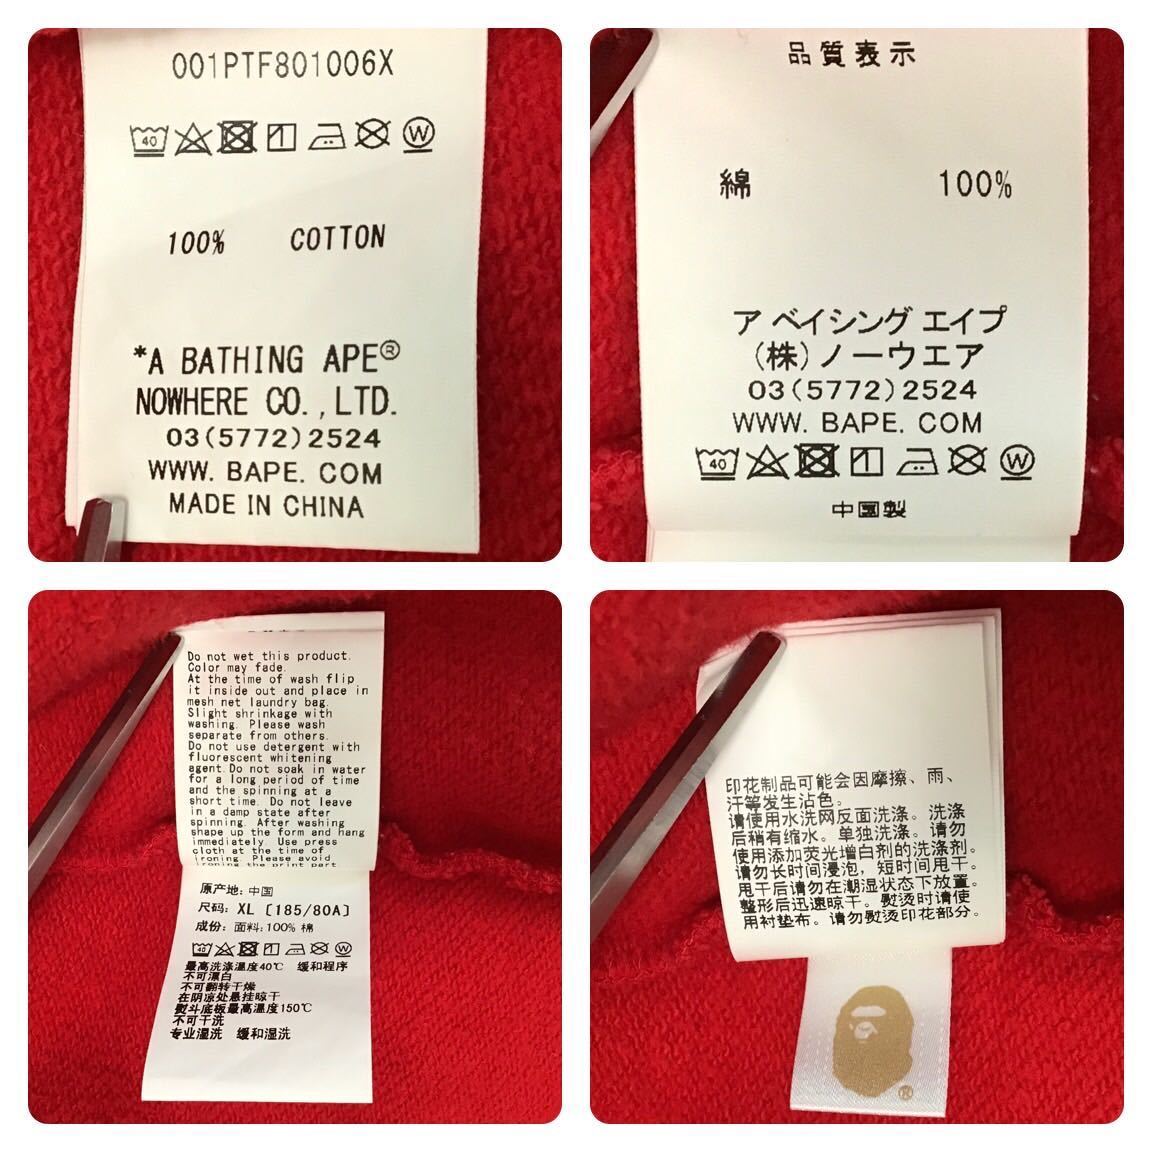 001PTF801006X
40 W
100% COTTON
*A BATHING APE®
NOWHERE CO.,LTD.
03(5772)2524
WWW. BAPE. COM
MADE IN CHINA
品質表示
綿 100%
ア ベイシング エイプ
(株)ノーウエア
03(5772)2524
WWW. BAPE. COM
40 W
中国製
Do not wet this product.
Color may fade.
At the time of wash flip
it inside out and place in
mesh net laundry bag.
Slight shrinkage with
washing. Please wash
separate from others.
Do not use detergent with
fluorescent whitening
agent.Do not soak in water
for a long period of time
and the spinning at a
short time. Do not leave
in a damp state after
spinning. After washing
shape up the form and hang
immediately. Use press
cloth at the time of
ironing. Please avoid
ironing the print part
原产地: 中国
尺码: XL [185/80A]
成份: 面料:100% 棉
40 W
最高洗涤温度40℃ 缓和程序
不可漂白
不可翻转干燥
在阴凉处悬挂晾干
熨斗底板最高温度150℃
不可干洗
专业湿洗 缓和湿洗
印花制品可能会因摩擦、雨、
汗等发生沾色。
请使用水洗网反面洗涤。洗涤
后稍有缩水。单独洗涤。请勿
使用添加荧光增白剂的洗涤剂。
请勿长时间浸泡，短时间甩干。
甩干后请勿在潮湿状态下放置。
整形后迅速晾干。熨烫时请使
用衬垫布。请勿熨烫印花部分。
®